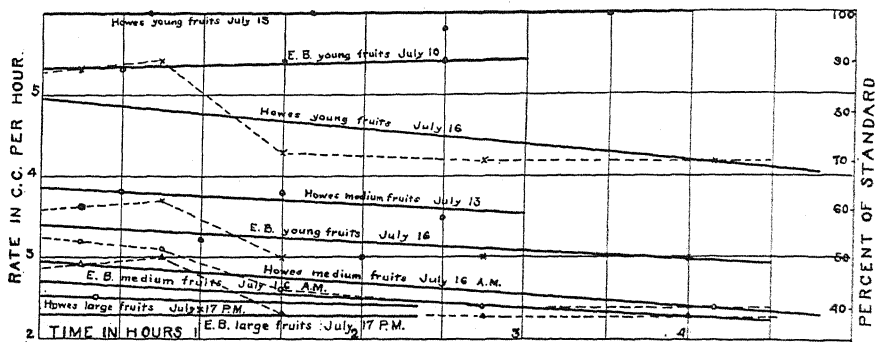 Howes young fruits July 13
E. B. young fruits July 10
Howes young fruits July 16
Howes medium fruits July 13
E. B. young fruits July 16
Howes medium fruits July 16 A.M.
E. B. medium fruits July 16 A.M.
Howes large fruits July 17 P.M.
E. B. large fruits July 17 P.M.
RATE IN C.C. PER HOUR.
5
4
3
2
TIME IN HOURS 1
2
3
4
100
90
80
70
60
50
40
PERCENT OF STANDARD